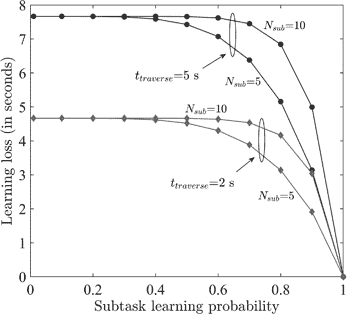 8
7
6
5
4
3
2
1
0
Learning loss (in seconds)
N_sub=10
t_traverse=5 s
N_sub=5
N_sub=10
t_traverse=2 s
N_sub=5
0 0.2 0.4 0.6 0.8 1
Subtask learning probability